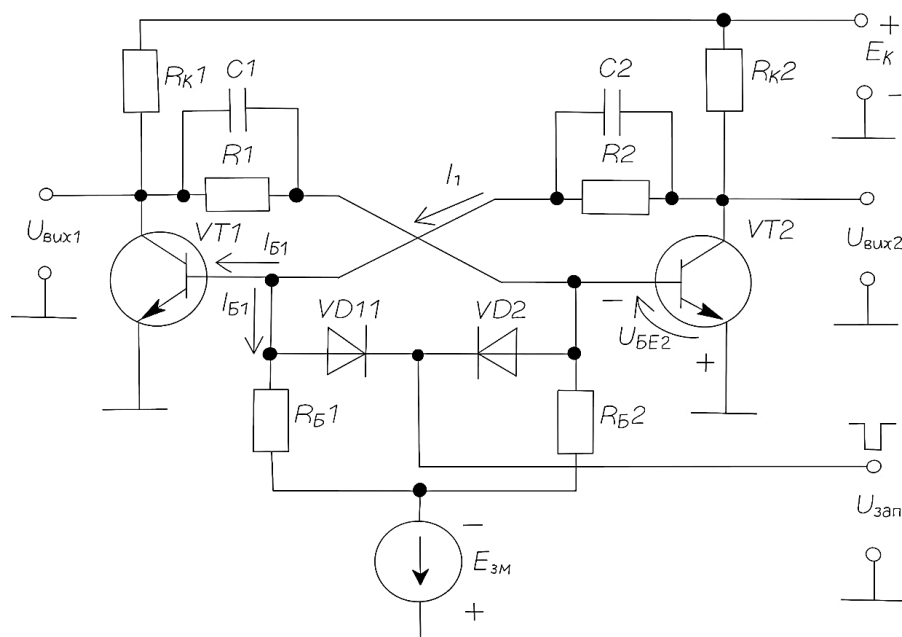 +
Eк
−
Rк1
C1
C2
Rк2
R1
R2
I₁
VT1
IБ1
VT2
Uвих1
Uвих2
IБ1
VD11
VD2
−
UБЕ2
+
RБ1
RБ2
−
Eзм
+
Uзап